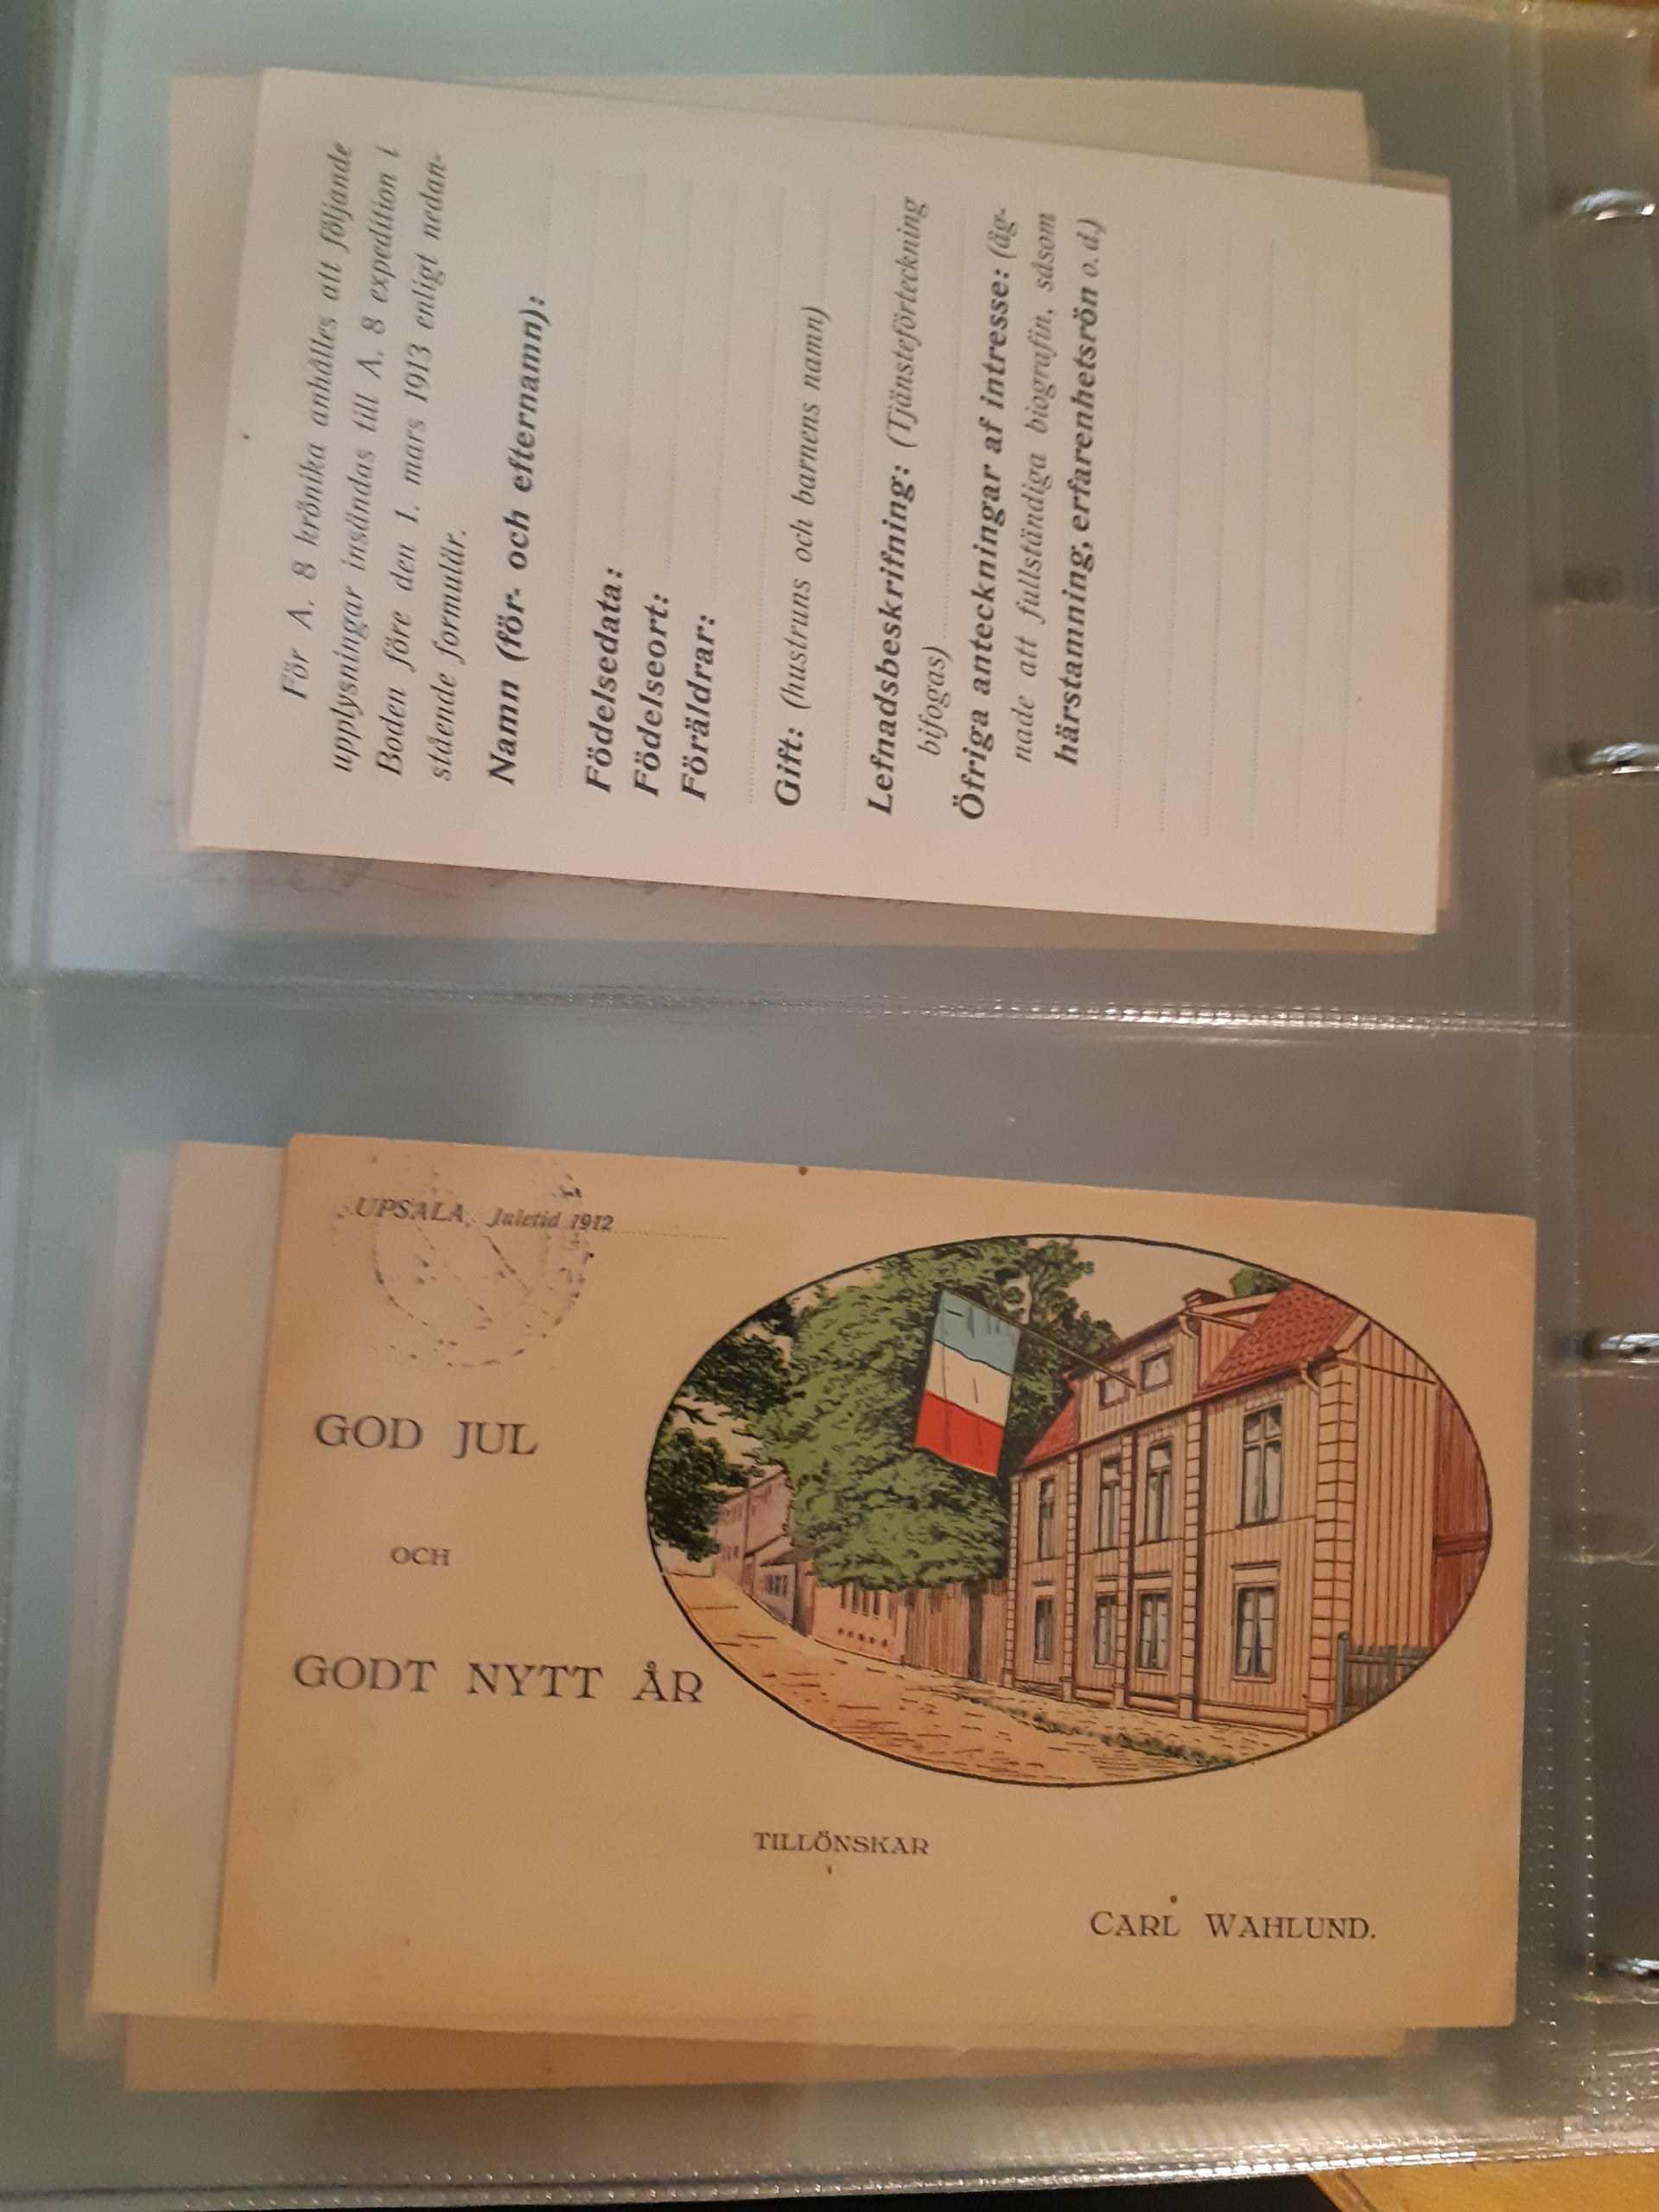 För A. 8 krönika anhålles att följande
upplysningar insändas till A. 8 expedition i
Boden före den 1. mars 1913 enligt nedan-
stående formulär.
Namn (för- och efternamn):
Födelsedata:
Födelseort:
Föräldrar:
Gift: (hustruns och barnens namn)
Lefnadsbeskrifning: (Tjänsteförteckning
bifogas)
Öfriga anteckningar af intresse: (äg-
nade att fullständiga biografin, såsom
härstamning, erfarenhetsrön o. d.)
UPSALA, Juletid 1912
GOD JUL
OCH
GODT NYTT ÅR
TILLÖNSKAR
CARL WAHLUND.